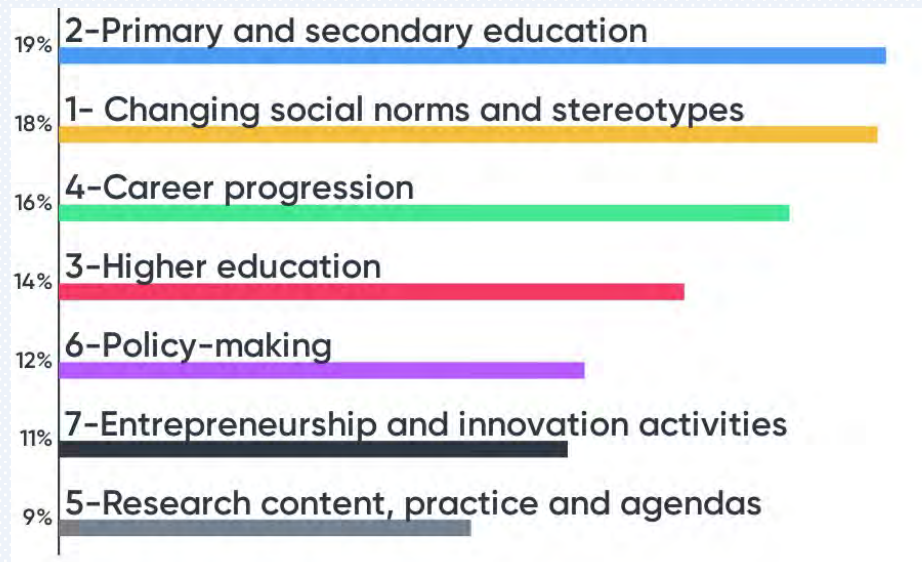 19% 2-Primary and secondary education
18% 1- Changing social norms and stereotypes
16% 4-Career progression
14% 3-Higher education
12% 6-Policy-making
11% 7-Entrepreneurship and innovation activities
9% 5-Research content, practice and agendas